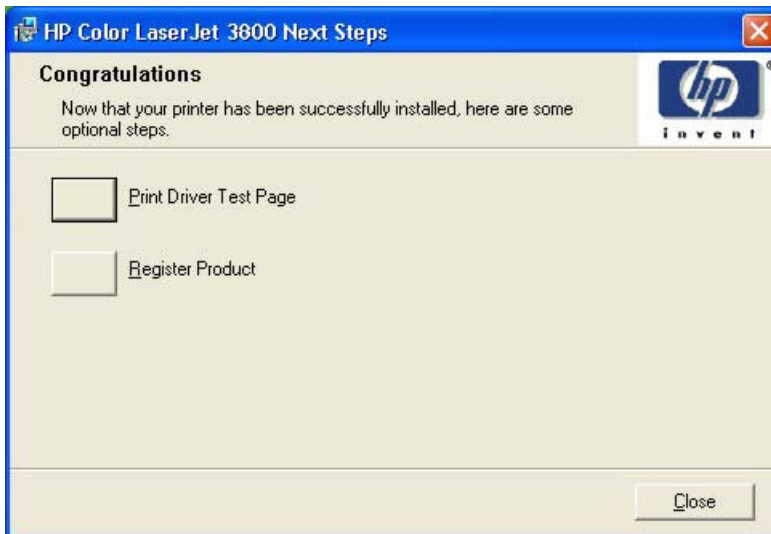 HP Color LaserJet 3800 Next Steps
Congratulations
Now that your printer has been successfully installed, here are some
optional steps.
hp
®
invent
Print Driver Test Page
Register Product
Close